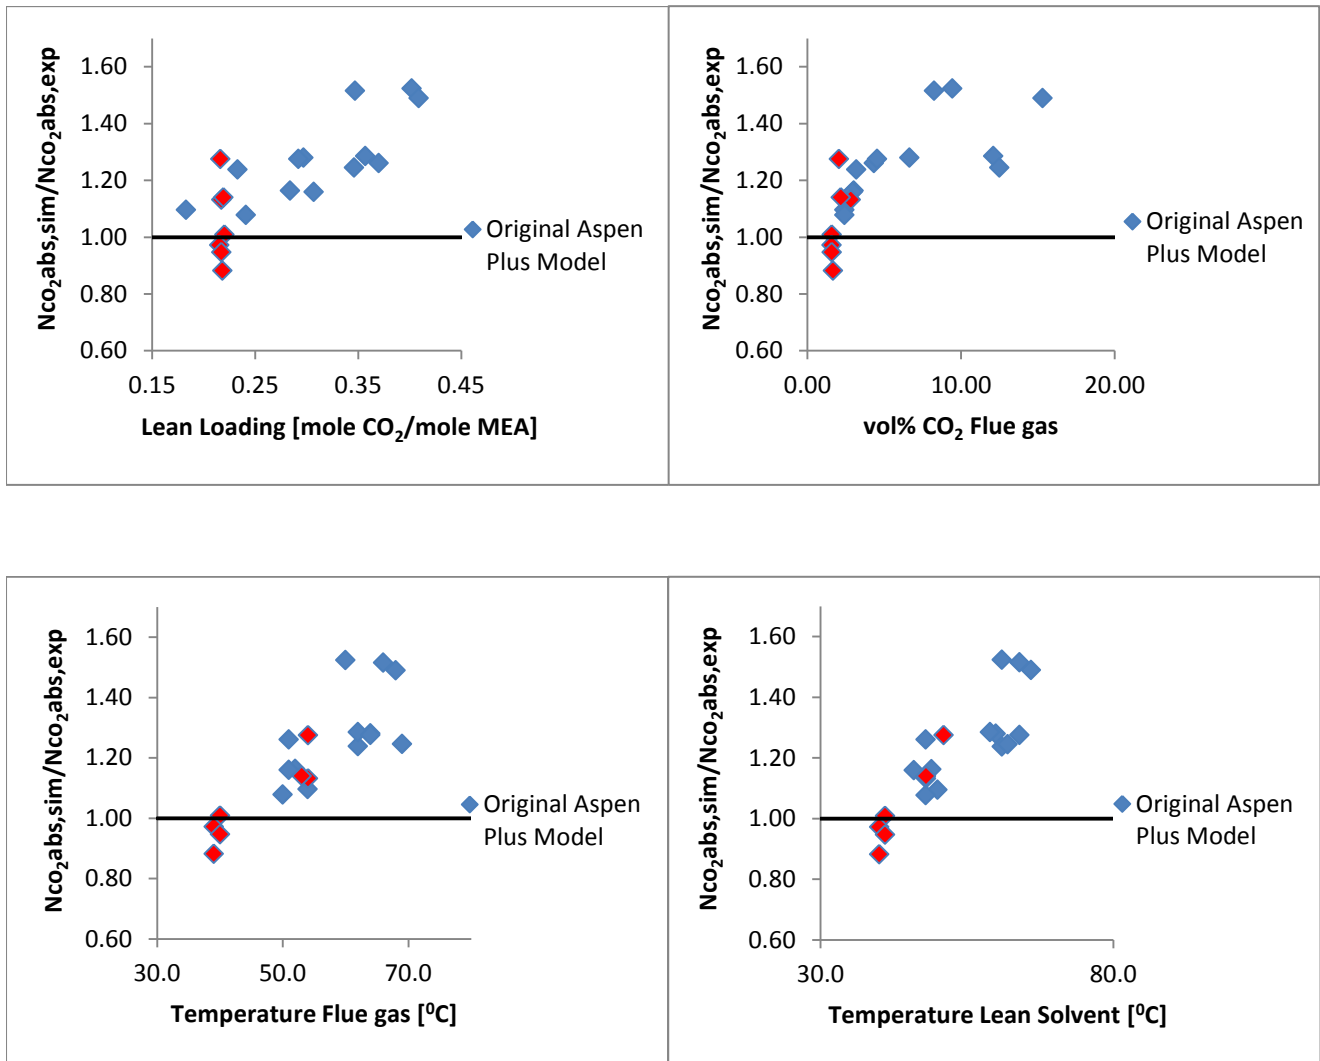 Nco₂abs,sim/Nco₂abs,exp
1.60
1.40
1.20
1.00
0.80
0.60
0.15 0.25 0.35 0.45
Lean Loading [mole CO₂/mole MEA]
Original Aspen
Plus Model
Nco₂abs,sim/Nco₂abs,exp
1.60
1.40
1.20
1.00
0.80
0.60
0.00 10.00 20.00
vol% CO₂ Flue gas
Original Aspen
Plus Model
Nco₂abs,sim/Nco₂abs,exp
1.60
1.40
1.20
1.00
0.80
0.60
30.0 50.0 70.0
Temperature Flue gas [⁰C]
Original Aspen
Plus Model
Nco₂abs,sim/Nco₂abs,exp
1.60
1.40
1.20
1.00
0.80
0.60
30.0 80.0
Temperature Lean Solvent [⁰C]
Original Aspen
Plus Model